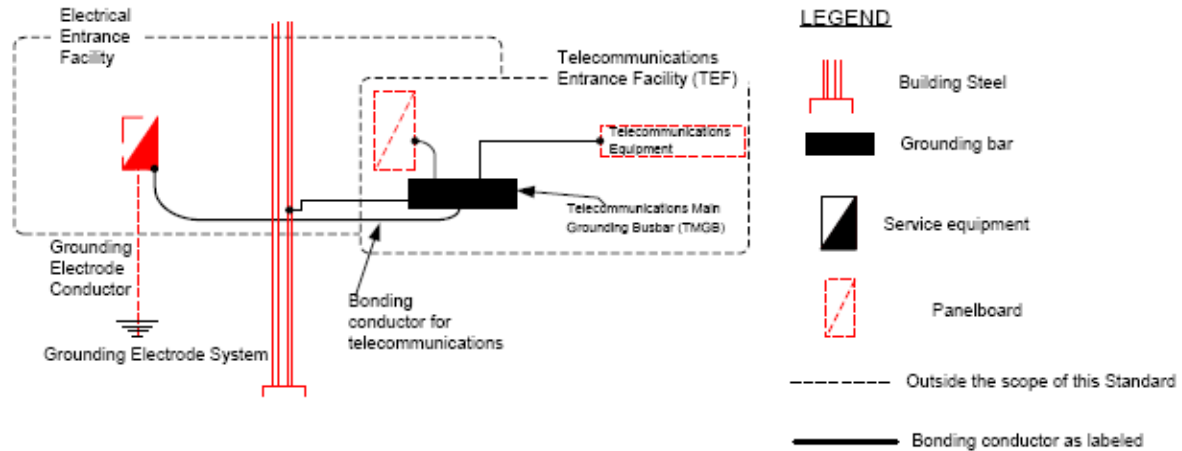 Electrical
Entrance
Facility
Telecommunications
Entrance Facility (TEF)
Telecommunications
Equipment
Telecommunications Main
Grounding Busbar (TMGB)
Grounding
Electrode
Conductor
Bonding
conductor for
telecommunications
Grounding Electrode System
LEGEND
Building Steel
Grounding bar
Service equipment
Panelboard
Outside the scope of this Standard
Bonding conductor as labeled